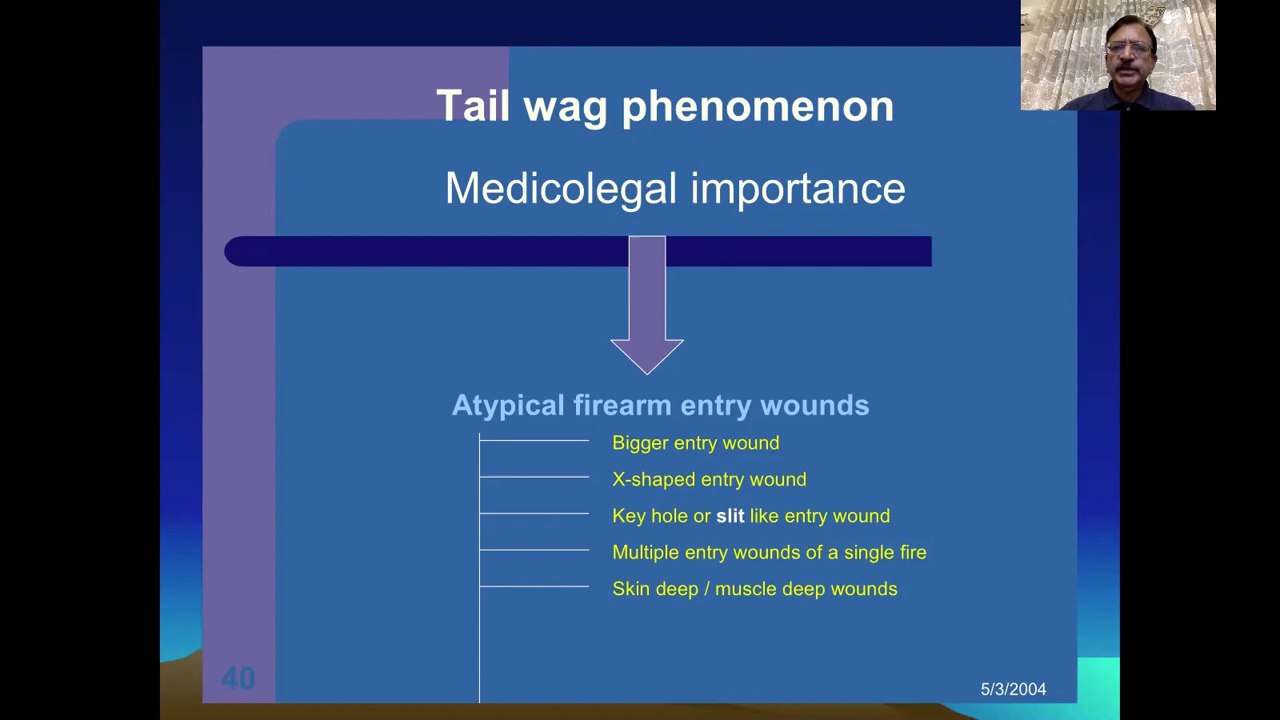 Tail wag phenomenon
Medicolegal importance
Atypical firearm entry wounds
Bigger entry wound
X-shaped entry wound
Key hole or slit like entry wound
Multiple entry wounds of a single fire
Skin deep / muscle deep wounds
40
5/3/2004